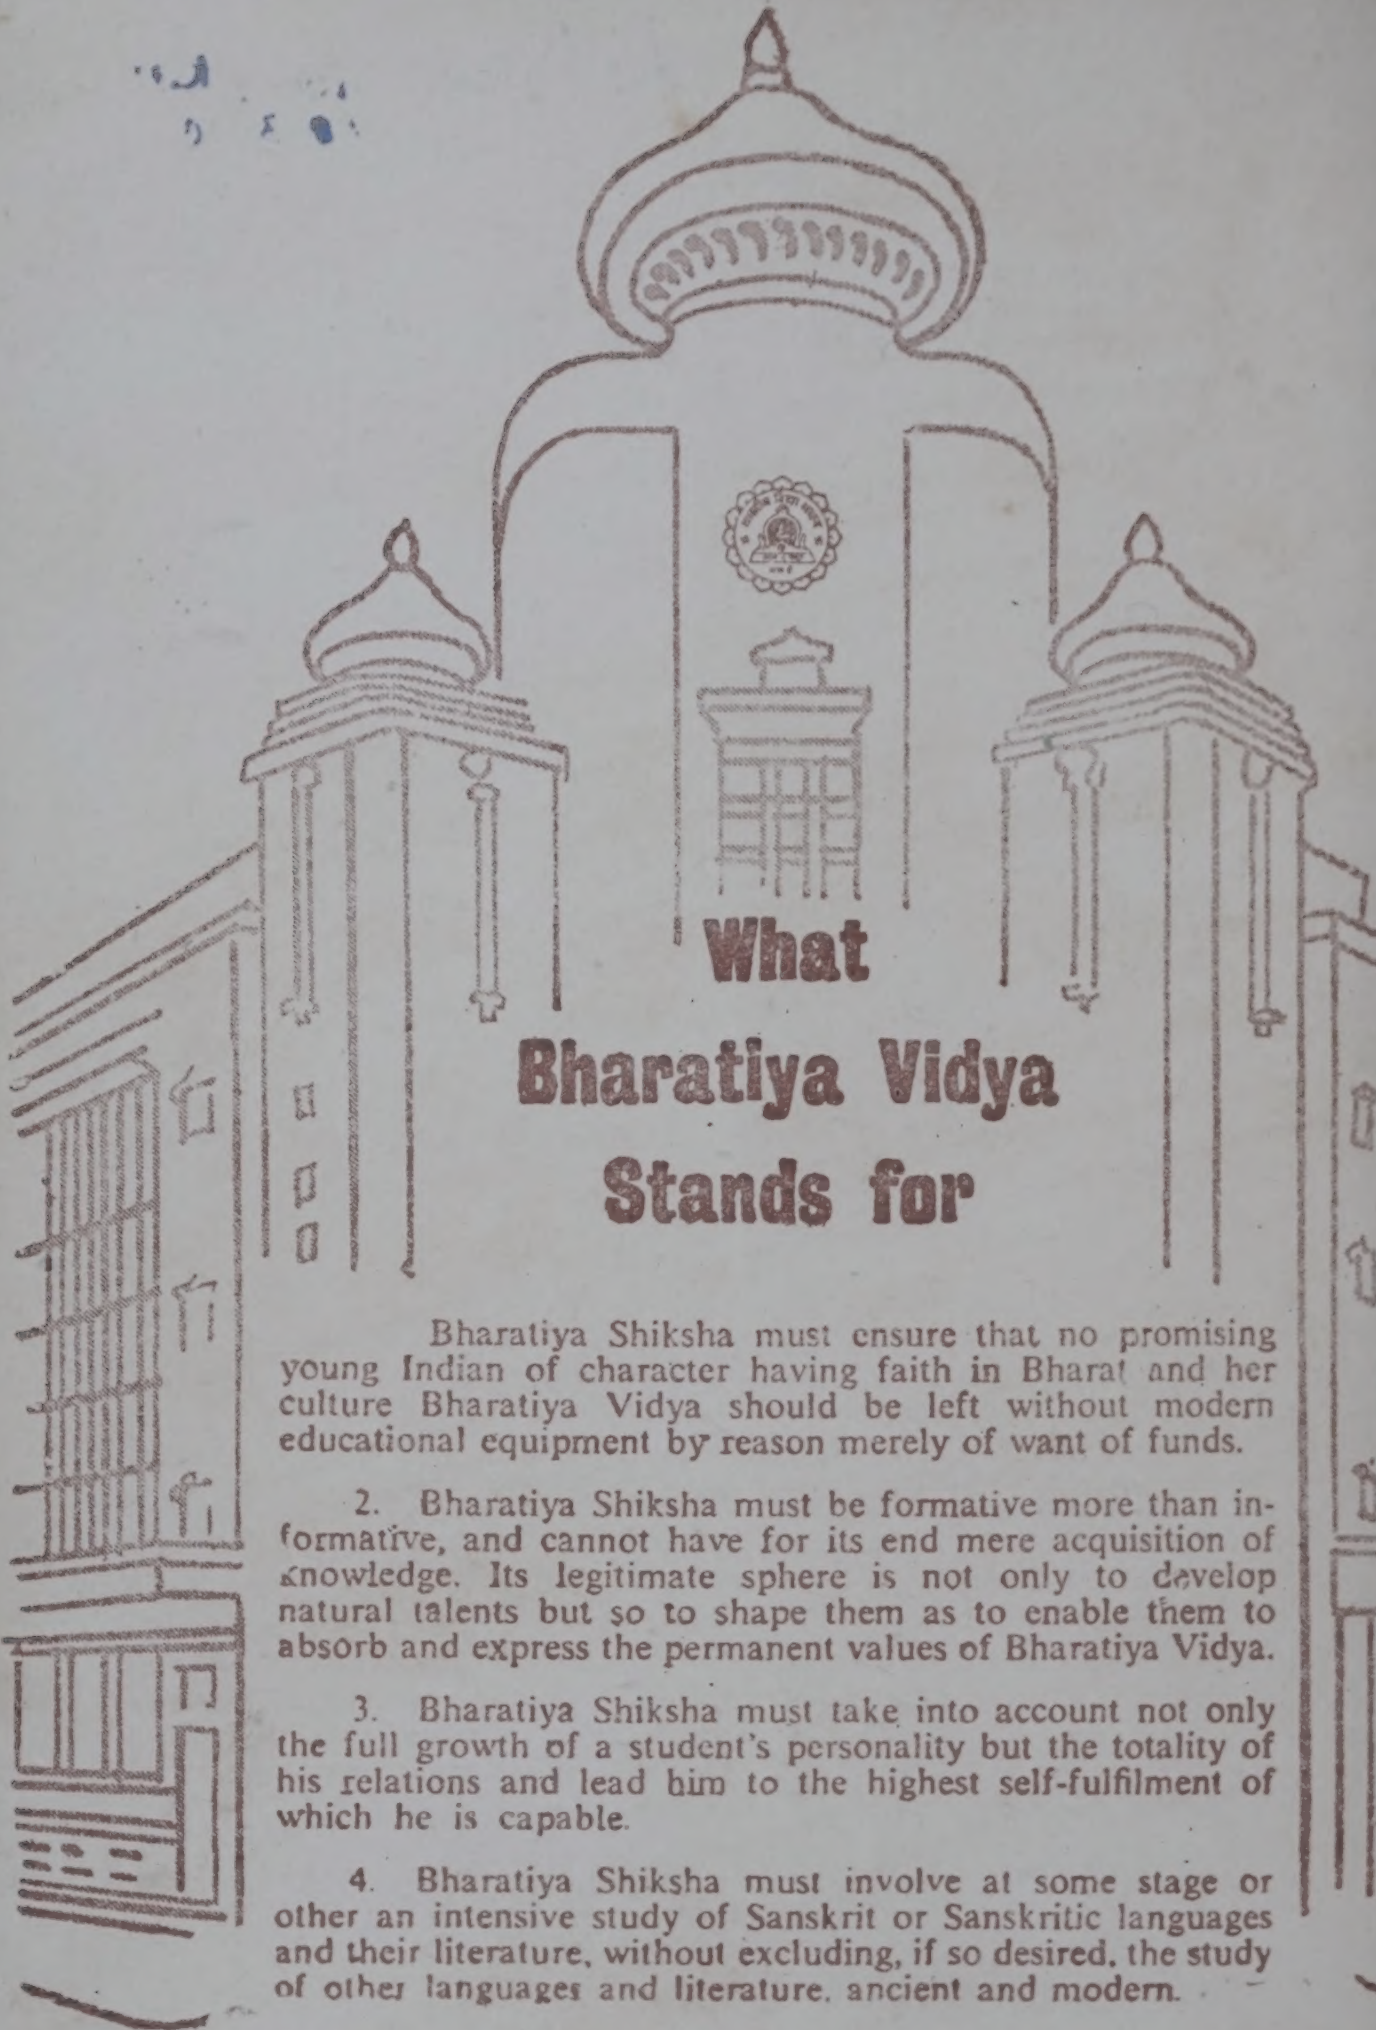 What
Bharatiya Vidya
Stands for
Bharatiya Shiksha must ensure that no promising
young Indian of character having faith in Bharat and her
culture Bharatiya Vidya should be left without modern
educational equipment by reason merely of want of funds.
2. Bharatiya Shiksha must be formative more than in-
formative, and cannot have for its end mere acquisition of
knowledge. Its legitimate sphere is not only to develop
natural talents but so to shape them as to enable them to
absorb and express the permanent values of Bharatiya Vidya.
3. Bharatiya Shiksha must take into account not only
the full growth of a student's personality but the totality of
his relations and lead him to the highest self-fulfilment of
which he is capable.
4. Bharatiya Shiksha must involve at some stage or
other an intensive study of Sanskrit or Sanskritic languages
and their literature, without excluding, if so desired, the study
of other languages and literature, ancient and modern.